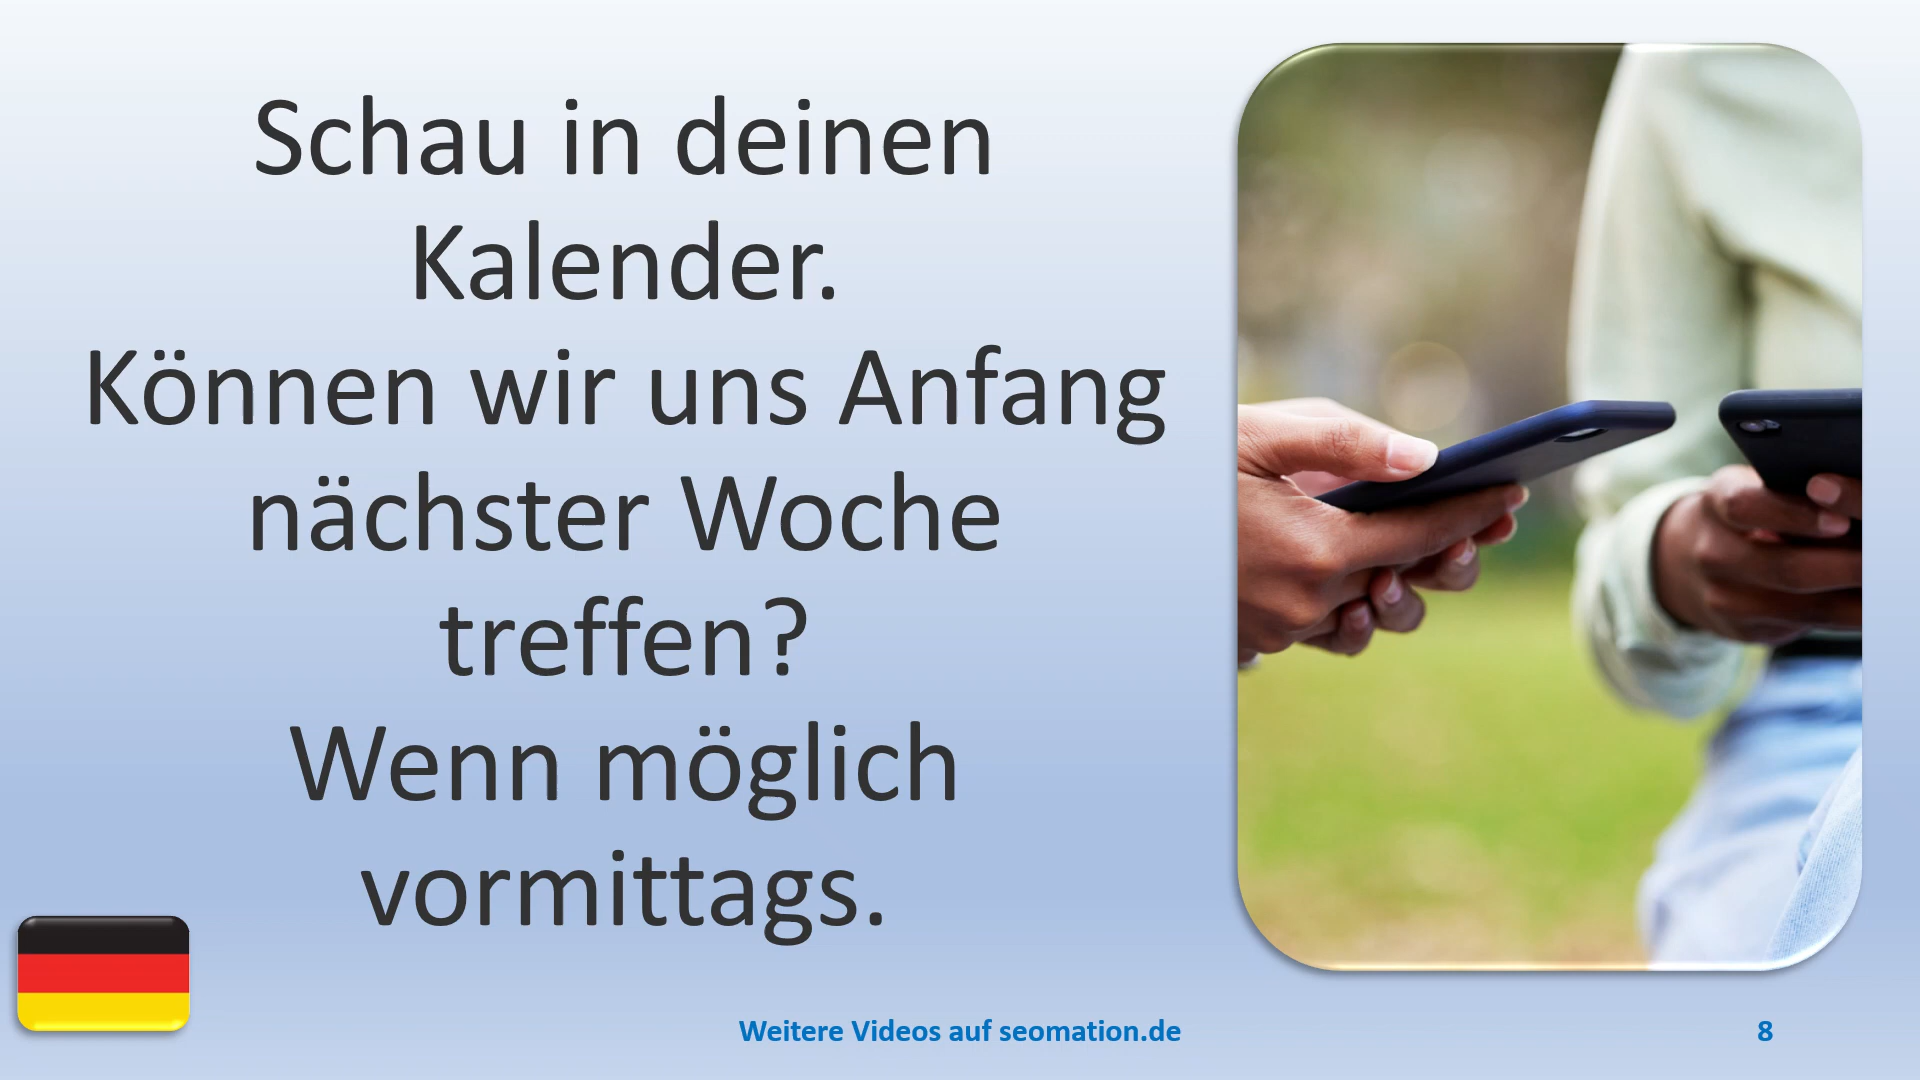 Schau in deinen
Kalender.
Können wir uns Anfang
nächster Woche
treffen?
Wenn möglich
vormittags.
Weitere Videos auf seomation.de
8